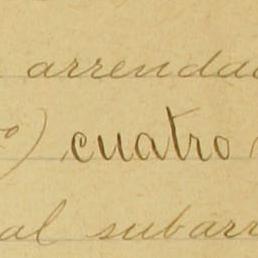 arrendad
o) cuatro (
al subarr